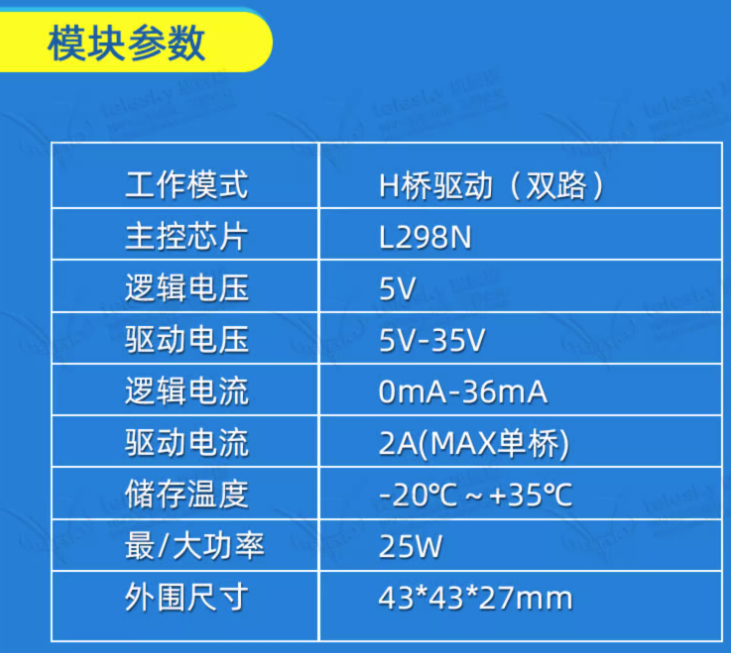 模块参数
工作模式 H桥驱动（双路）
主控芯片 L298N
逻辑电压 5V
驱动电压 5V-35V
逻辑电流 0mA-36mA
驱动电流 2A(MAX单桥)
储存温度 -20℃～+35℃
最/大功率 25W
外围尺寸 43*43*27mm